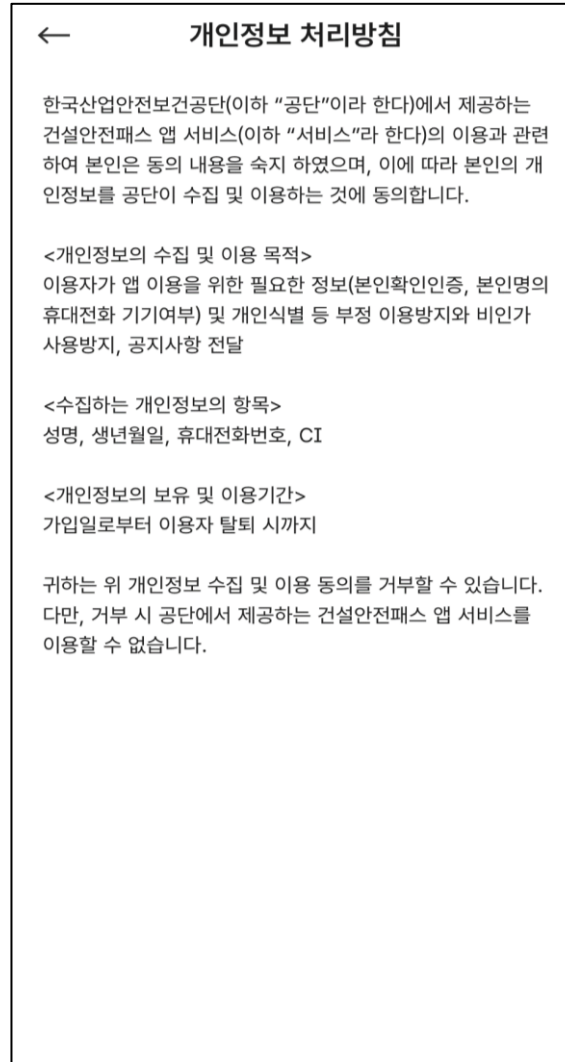 ← 개인정보 처리방침
한국산업안전보건공단(이하 “공단”이라 한다)에서 제공하는
건설안전패스 앱 서비스(이하 “서비스”라 한다)의 이용과 관련
하여 본인은 동의 내용을 숙지 하였으며, 이에 따라 본인의 개
인정보를 공단이 수집 및 이용하는 것에 동의합니다.
<개인정보의 수집 및 이용 목적>
이용자가 앱 이용을 위한 필요한 정보(본인확인인증, 본인명의
휴대전화 기기여부) 및 개인식별 등 부정 이용방지와 비인가
사용방지, 공지사항 전달
<수집하는 개인정보의 항목>
성명, 생년월일, 휴대전화번호, CI
<개인정보의 보유 및 이용기간>
가입일로부터 이용자 탈퇴 시까지
귀하는 위 개인정보 수집 및 이용 동의를 거부할 수 있습니다.
다만, 거부 시 공단에서 제공하는 건설안전패스 앱 서비스를
이용할 수 없습니다.